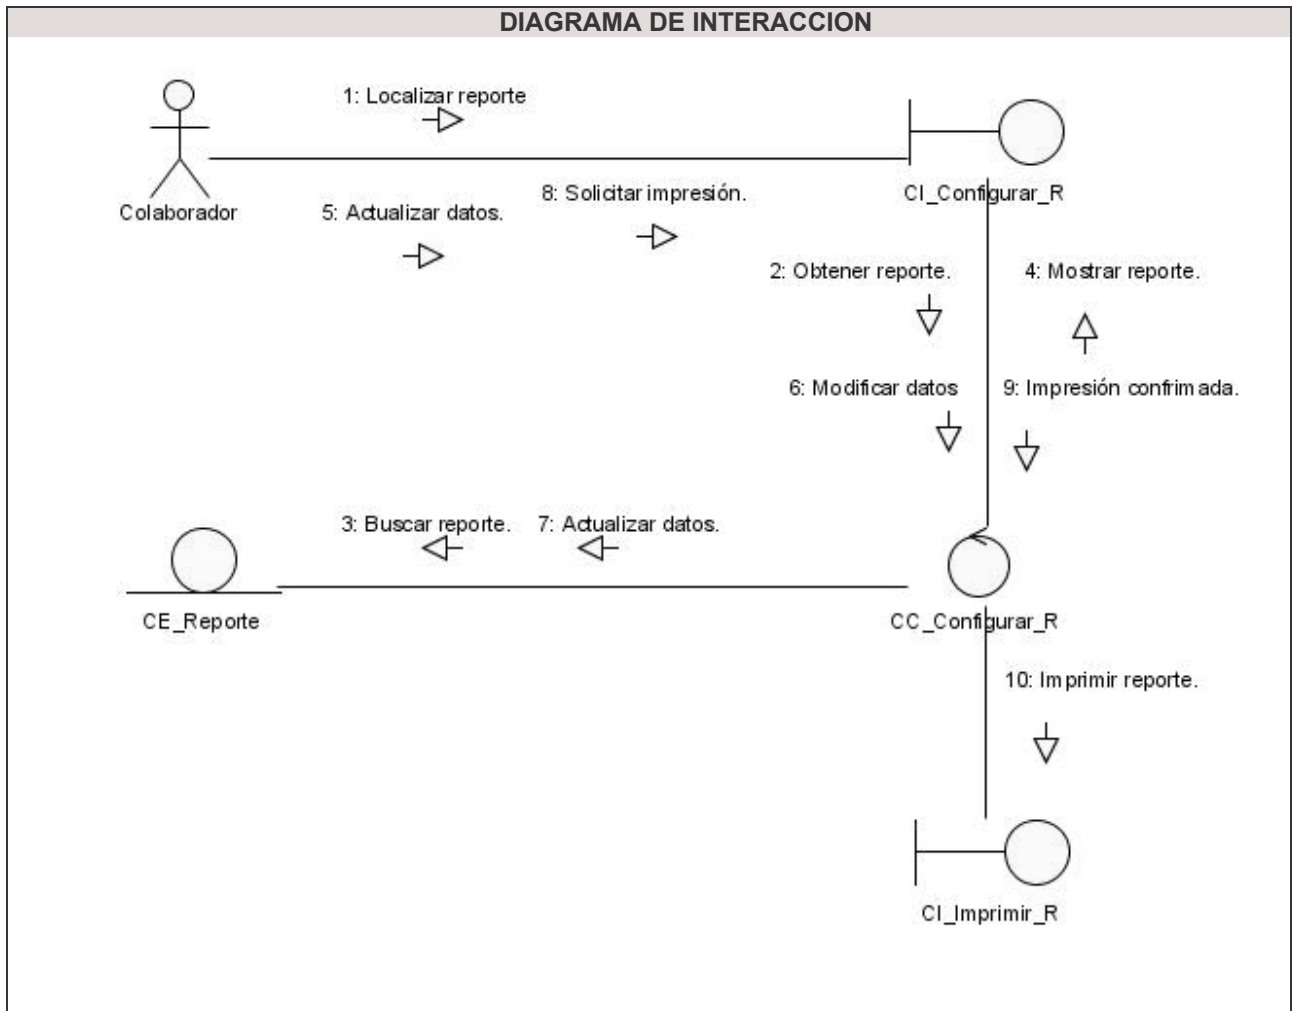 DIAGRAMA DE INTERACCION
1: Localizar reporte
8: Solicitar impresión.
CI_Configurar_R
Colaborador
5: Actualizar datos.
2: Obtener reporte.
4: Mostrar reporte.
6: Modificar datos
9: Impresión confrimada.
3: Buscar reporte.
7: Actualizar datos.
CE_Reporte
CC_Configurar_R
10: Imprimir reporte.
CI_Imprimir_R